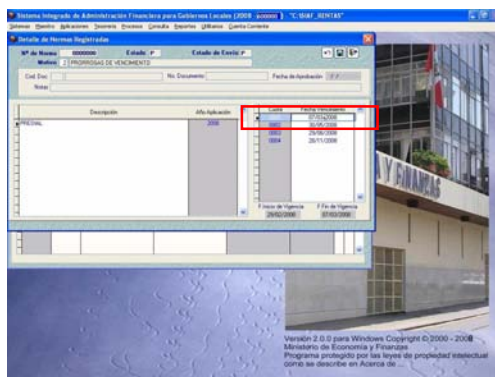 Sistema Integrado de Administración Financiera para Gobiernos Locales (2008 "C:\SIAF_RENTAS"
Sistemas Maestro Aplicaciones Tesorería Procesos Consulta Reportes Utilitarios Cuenta Corriente
Detalle de Normas Registradas
Nº de Norma 0000000 Estado P Estado de Envío P
Motivo 2 PRORROGAS DE VENCIMIENTO
Cod. Doc. No. Documento Fecha de Aprobación / /
Notas
Descripción Año Aplicación Cuota Fecha Vencimiento
PREDIAL 2008 07/03/2008
0002 30/05/2008
0003 29/08/2008
0004 28/11/2008
F.Inicio de Vigencia F.Fin de Vigencia
29/02/2008 07/03/2008
Y FINANZAS
Versión 2.0.0 para Windows Copyright © 2000 - 2008
Ministerio de Economía y Finanzas
Programa protegido por las leyes de propiedad intelectual
como se describe en Acerca de ...